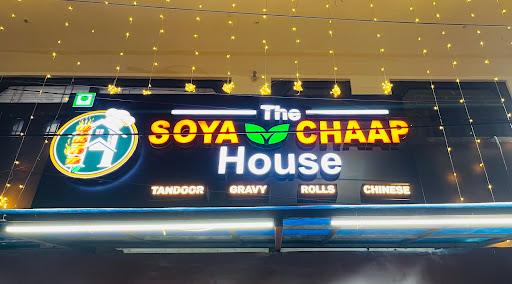 The
SOYA CHAAP
House
TANDOOR GRAVY ROLLS CHINESE